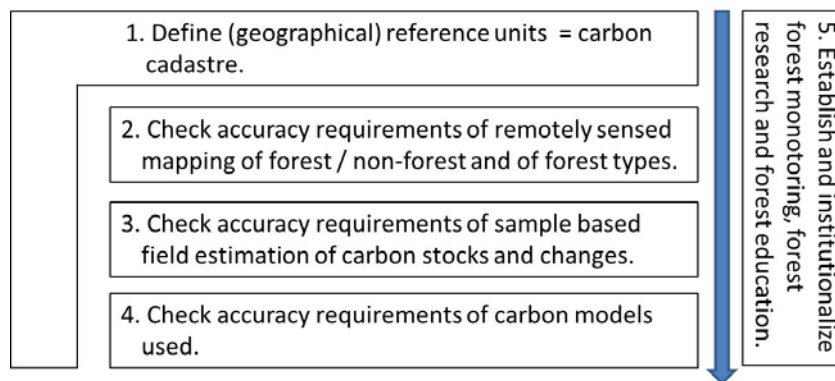 1. Define (geographical) reference units = carbon
cadastre.
2. Check accuracy requirements of remotely sensed
mapping of forest / non-forest and of forest types.
3. Check accuracy requirements of sample based
field estimation of carbon stocks and changes.
4. Check accuracy requirements of carbon models
used.
5. Establish and institutionalize
forest monotoring, forest
research and forest education.